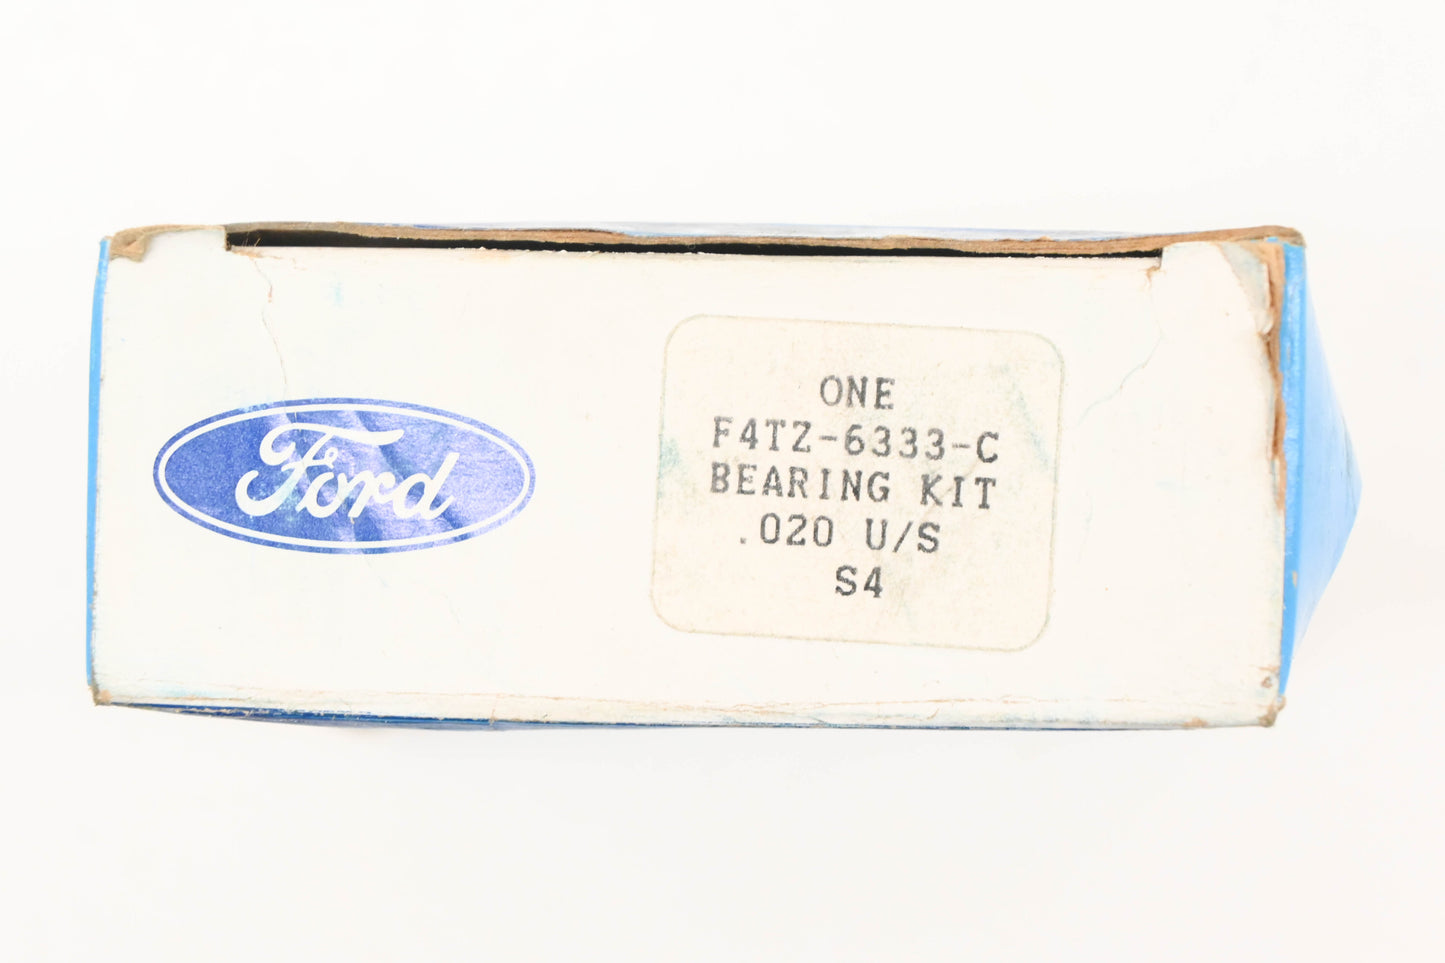 Ford
ONE
F4TZ-6333-C
BEARING KIT
.020 U/S
S4